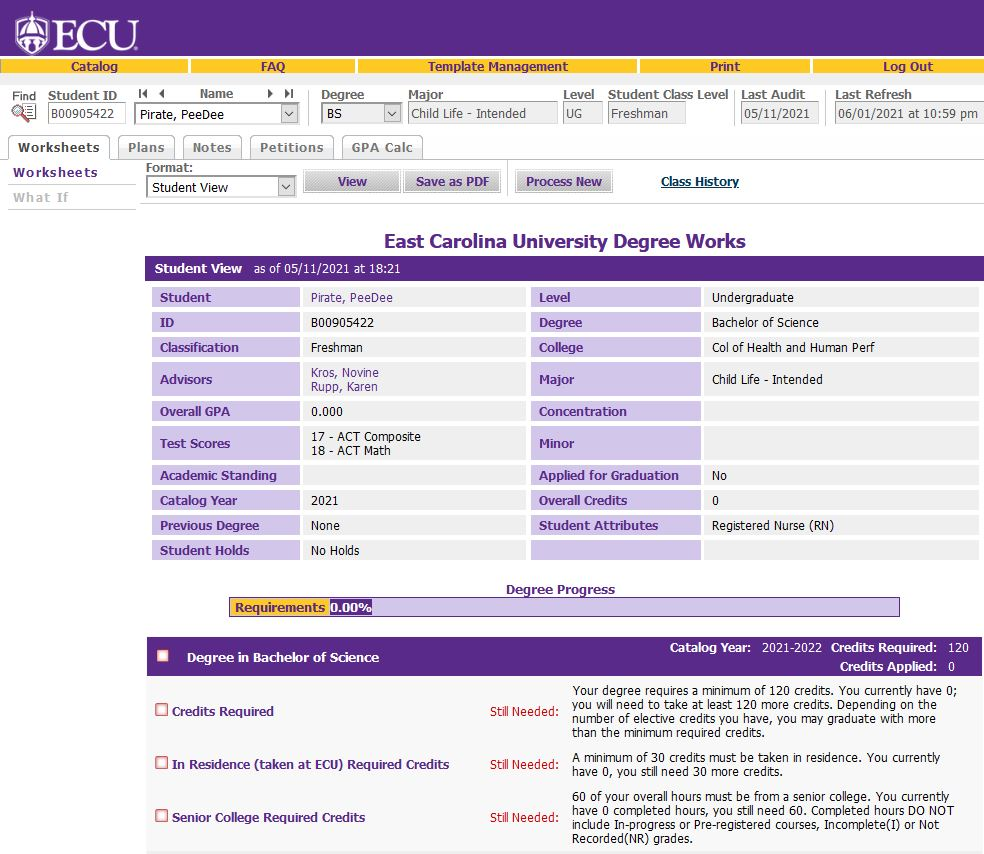 ECU
Catalog FAQ Template Management Print Log Out
Find Student ID Name Degree Major Level Student Class Level Last Audit Last Refresh
B00905422 Pirate, PeeDee BS Child Life - Intended UG Freshman 05/11/2021 06/01/2021 at 10:59 pm
Worksheets Plans Notes Petitions GPA Calc
Worksheets
What If
Format:
Student View View Save as PDF Process New Class History
East Carolina University Degree Works
Student View as of 05/11/2021 at 18:21
Student Pirate, PeeDee Level Undergraduate
ID B00905422 Degree Bachelor of Science
Classification Freshman College Col of Health and Human Perf
Advisors Kros, Novine
Rupp, Karen
Major Child Life - Intended
Overall GPA 0.000 Concentration
Test Scores 17 - ACT Composite
18 - ACT Math
Minor
Academic Standing Applied for Graduation No
Catalog Year 2021 Overall Credits 0
Previous Degree None Student Attributes Registered Nurse (RN)
Student Holds No Holds
Degree Progress
Requirements 0.00%
Degree in Bachelor of Science
Catalog Year: 2021-2022 Credits Required: 120
Credits Applied: 0
Credits Required Still Needed:
Your degree requires a minimum of 120 credits. You currently have 0;
you will need to take at least 120 more credits. Depending on the
number of elective credits you have, you may graduate with more
than the minimum required credits.
In Residence (taken at ECU) Required Credits Still Needed:
A minimum of 30 credits must be taken in residence. You currently
have 0, you still need 30 more credits.
Senior College Required Credits Still Needed:
60 of your overall hours must be from a senior college. You currently
have 0 completed hours, you still need 60. Completed hours DO NOT
include In-progress or Pre-registered courses, Incomplete(I) or Not
Recorded(NR) grades.